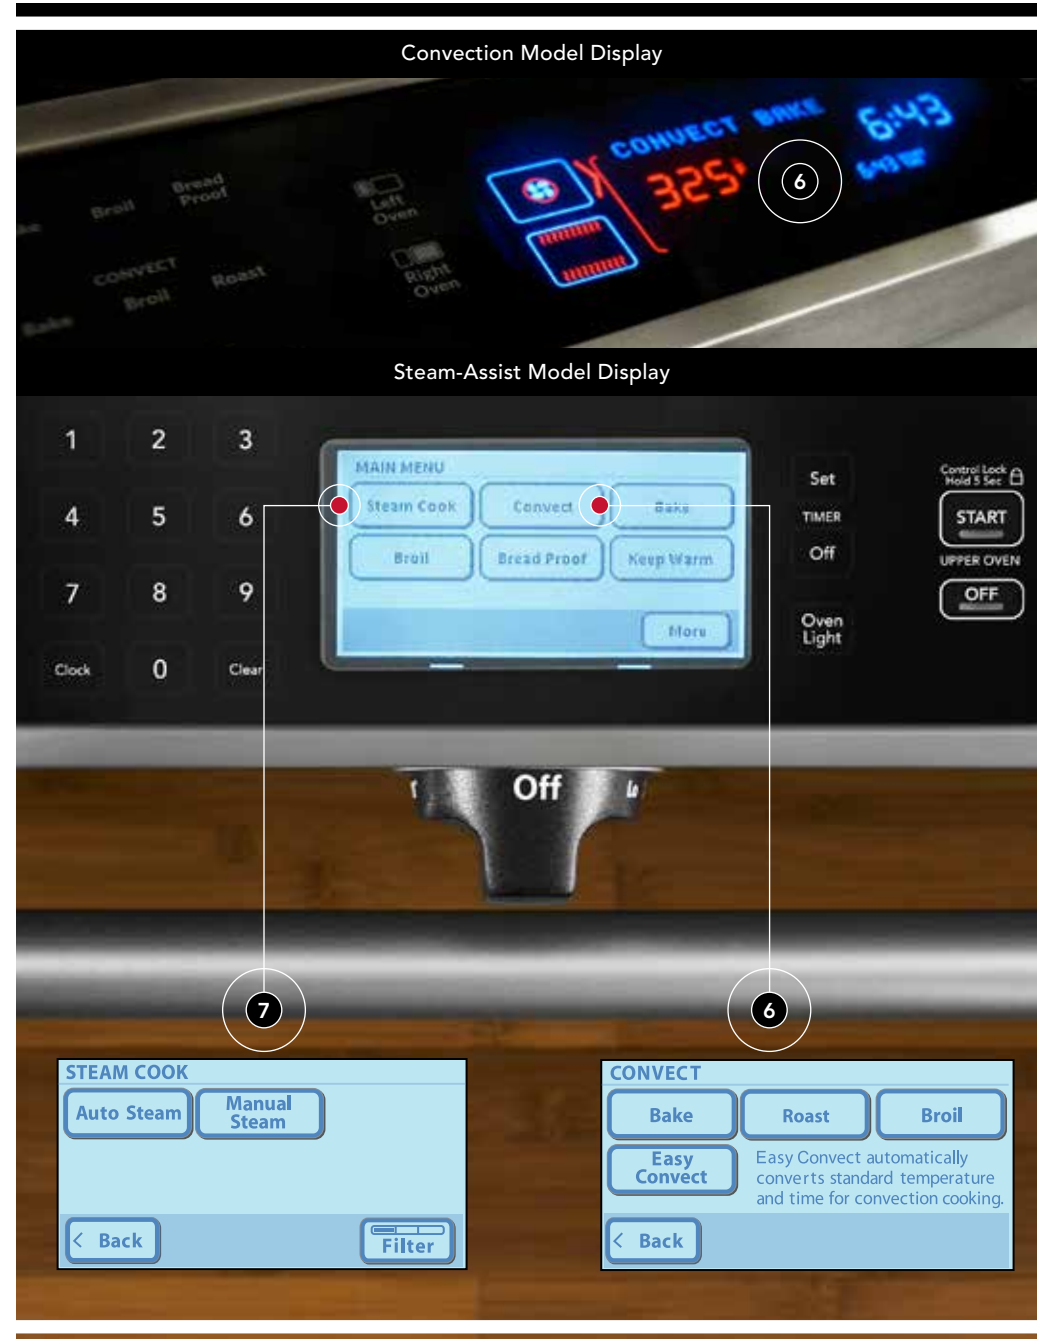 Convection Model Display
CONVECT BAKE
6:43
325°
6
6:43
Bread
Proof
Broil
Left
Oven
CONVECT
Bake
Broil
Roast
Right
Oven
Steam-Assist Model Display
1 2 3
4 5 6
7 8 9
Clock 0 Clear
MAIN MENU
Steam Cook Convect Bake
Broil Bread Proof Keep Warm
More
Set
TIMER
Off
Oven
Light
Control Lock
Hold 5 Sec
START
UPPER OVEN
OFF
Off
Lo
7
6
STEAM COOK
Auto Steam
Manual
Steam
< Back
Filter
CONVECT
Bake Roast Broil
Easy
Convect
Easy Convect automatically
converts standard temperature
and time for convection cooking.
< Back